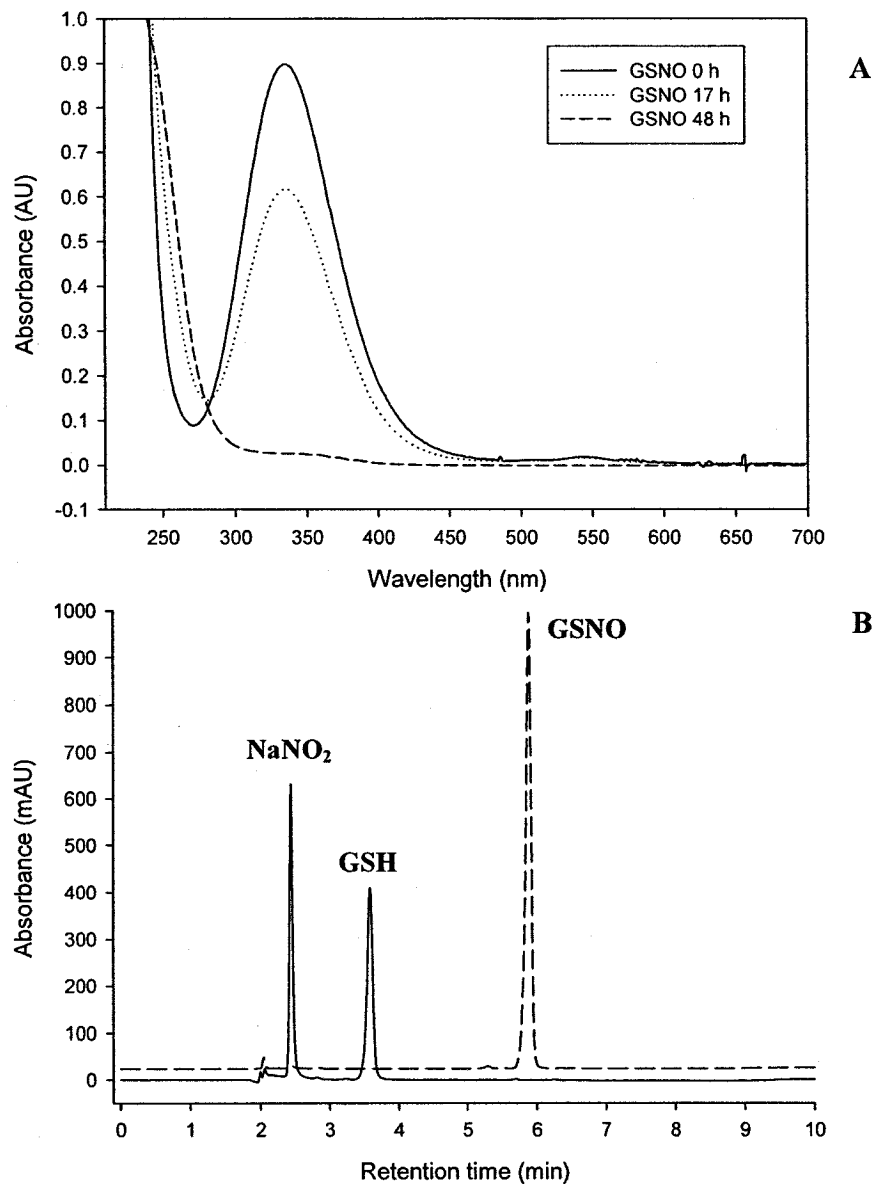 A
1.0
0.9
0.8
0.7
0.6
0.5
0.4
0.3
0.2
0.1
0.0
-0.1
Absorbance (AU)
GSNO 0 h
GSNO 17 h
GSNO 48 h
250 300 350 400 450 500 550 600 650 700
Wavelength (nm)
B
1000
900
800
700
600
500
400
300
200
100
0
Absorbance (mAU)
NaNO₂
GSH
GSNO
0 1 2 3 4 5 6 7 8 9 10
Retention time (min)